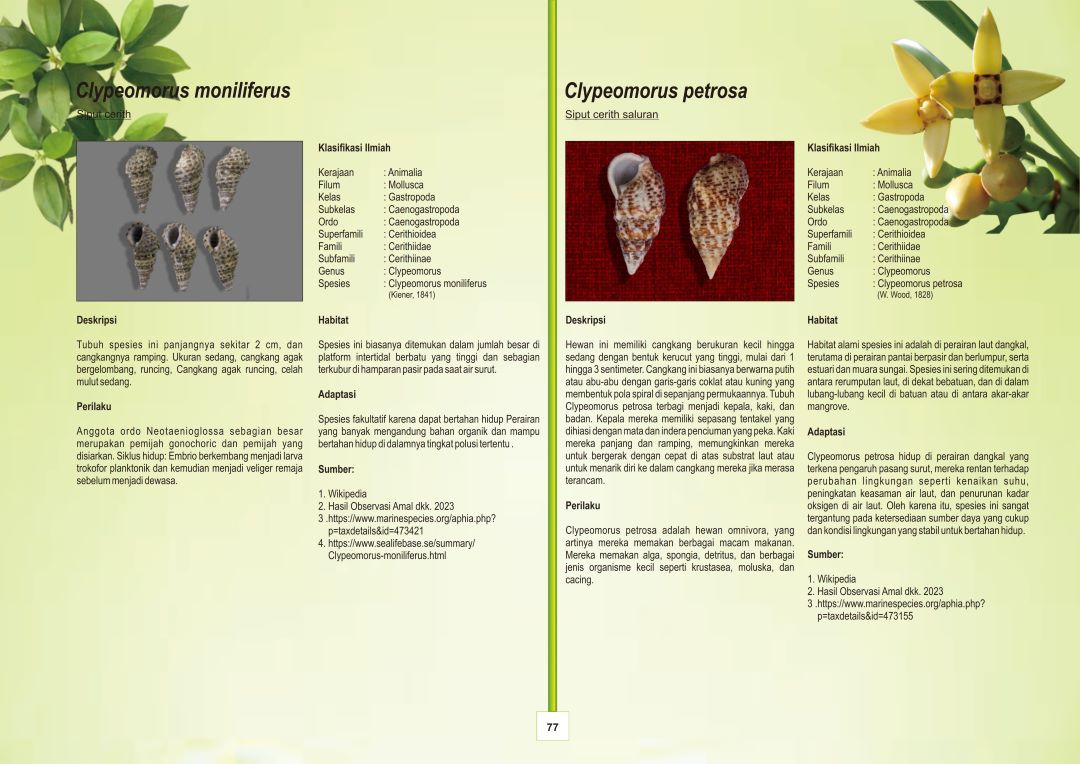 Clypeomorus moniliferus
Siput cerith
Klasifikasi Ilmiah
Kerajaan : Animalia
Filum : Mollusca
Kelas : Gastropoda
Subkelas : Caenogastropoda
Ordo : Caenogastropoda
Superfamili : Cerithioidea
Famili : Cerithiidae
Subfamili : Cerithiinae
Genus : Clypeomorus
Spesies : Clypeomorus moniliferus
(Kiener, 1841)
Deskripsi
Tubuh spesies ini panjangnya sekitar 2 cm, dan
cangkangnya ramping. Ukuran sedang, cangkang agak
bergelombang, runcing, Cangkang agak runcing, celah
mulut sedang.
Perilaku
Anggota ordo Neotaenioglossa sebagian besar
merupakan pemijah gonochoric dan pemijah yang
disiarkan. Siklus hidup: Embrio berkembang menjadi larva
trokofor planktonik dan kemudian menjadi veliger remaja
sebelum menjadi dewasa.
Habitat
Spesies ini biasanya ditemukan dalam jumlah besar di
platform intertidal berbatu yang tinggi dan sebagian
terkubur di hamparan pasir pada saat air surut.
Adaptasi
Spesies fakultatif karena dapat bertahan hidup Perairan
yang banyak mengandung bahan organik dan mampu
bertahan hidup di dalamnya tingkat polusi tertentu .
Sumber:
1. Wikipedia
2. Hasil Observasi Amal dkk. 2023
3 .https://www.marinespecies.org/aphia.php?
p=taxdetails&id=473421
4. https://www.sealifebase.se/summary/
Clypeomorus-moniliferus.html
Clypeomorus petrosa
Siput cerith saluran
Klasifikasi Ilmiah
Kerajaan : Animalia
Filum : Mollusca
Kelas : Gastropoda
Subkelas : Caenogastropoda
Ordo : Caenogastropoda
Superfamili : Cerithioidea
Famili : Cerithiidae
Subfamili : Cerithiinae
Genus : Clypeomorus
Spesies : Clypeomorus petrosa
(W. Wood, 1828)
Deskripsi
Hewan ini memiliki cangkang berukuran kecil hingga
sedang dengan bentuk kerucut yang tinggi, mulai dari 1
hingga 3 sentimeter. Cangkang ini biasanya berwarna putih
atau abu-abu dengan garis-garis coklat atau kuning yang
membentuk pola spiral di sepanjang permukaannya. Tubuh
Clypeomorus petrosa terbagi menjadi kepala, kaki, dan
badan. Kepala mereka memiliki sepasang tentakel yang
dihiasi dengan mata dan indera penciuman yang peka. Kaki
mereka panjang dan ramping, memungkinkan mereka
untuk bergerak dengan cepat di atas substrat laut atau
untuk menarik diri ke dalam cangkang mereka jika merasa
terancam.
Perilaku
Clypeomorus petrosa adalah hewan omnivora, yang
artinya mereka memakan berbagai macam makanan.
Mereka memakan alga, spongia, detritus, dan berbagai
jenis organisme kecil seperti krustasea, moluska, dan
cacing.
Habitat
Habitat alami spesies ini adalah di perairan laut dangkal,
terutama di perairan pantai berpasir dan berlumpur, serta
estuari dan muara sungai. Spesies ini sering ditemukan di
antara rerumputan laut, di dekat bebatuan, dan di dalam
lubang-lubang kecil di batuan atau di antara akar-akar
mangrove.
Adaptasi
Clypeomorus petrosa hidup di perairan dangkal yang
terkena pengaruh pasang surut, mereka rentan terhadap
perubahan lingkungan seperti kenaikan suhu,
peningkatan keasaman air laut, dan penurunan kadar
oksigen di air laut. Oleh karena itu, spesies ini sangat
tergantung pada ketersediaan sumber daya yang cukup
dan kondisi lingkungan yang stabil untuk bertahan hidup.
Sumber:
1. Wikipedia
2. Hasil Observasi Amal dkk. 2023
3 .https://www.marinespecies.org/aphia.php?
p=taxdetails&id=473155
77